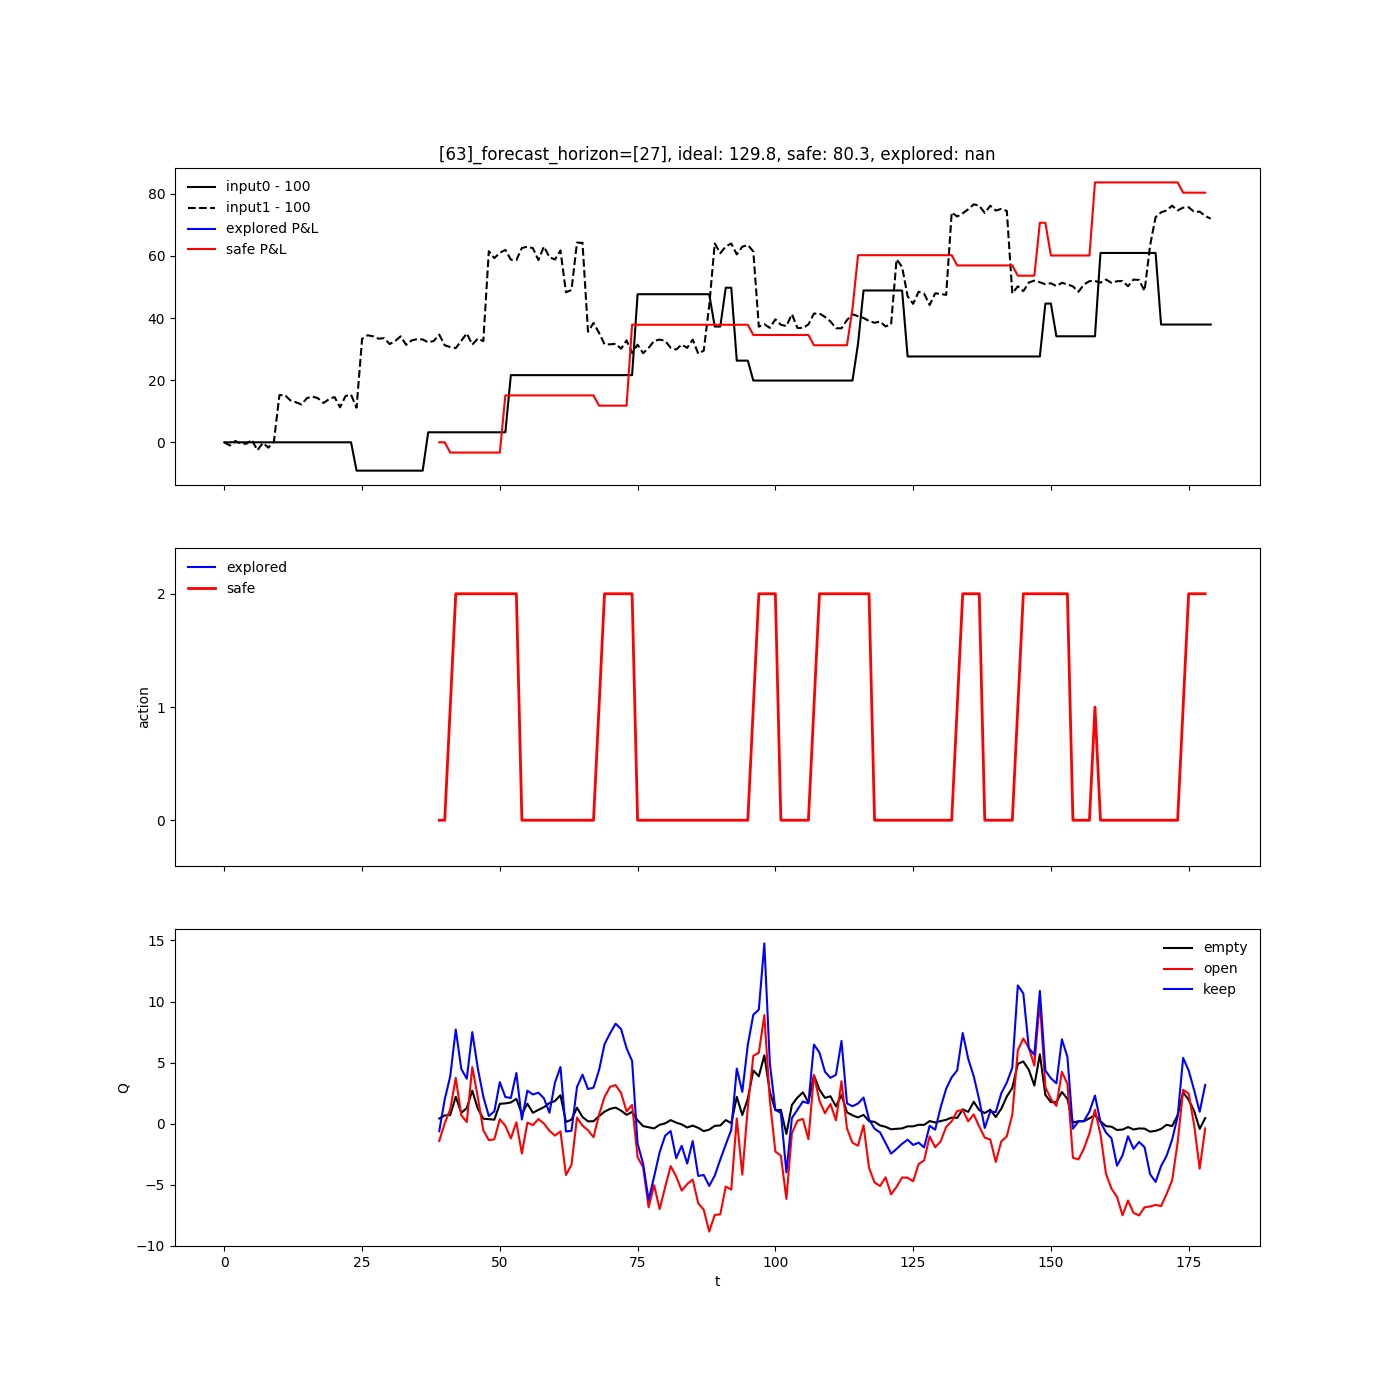 [63]_forecast_horizon=[27], ideal: 129.8, safe: 80.3, explored: nan
input0 - 100
input1 - 100
explored P&L
safe P&L
80
60
40
20
0
explored
safe
action
2
1
0
empty
open
keep
Q
15
10
5
0
−5
−10
0 25 50 75 100 125 150 175
t